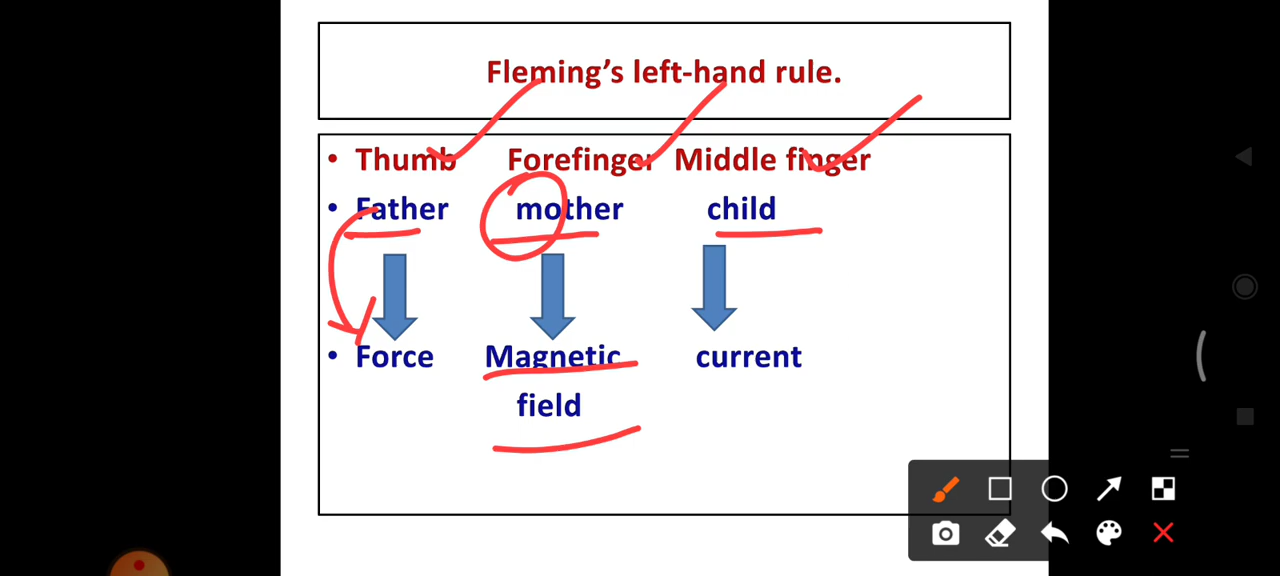 Fleming's left-hand rule.
• Thumb Forefinger Middle finger
• Father mother child
• Force Magnetic current
field